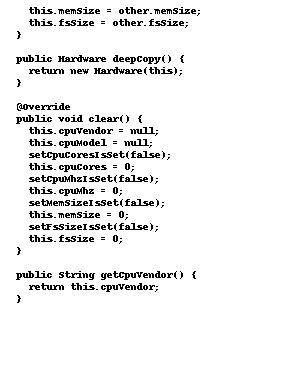 this.memSize = other.memSize;
this.fsSize = other.fsSize;
}
public Hardware deepCopy() {
return new Hardware(this);
}
@Override
public void clear() {
this.cpuVendor = null;
this.cpuModel = null;
setCpuCoresIsSet(false);
this.cpuCores = 0;
setCpuMhzIsSet(false);
this.cpuMhz = 0;
setMemSizeIsSet(false);
this.memSize = 0;
setFsSizeIsSet(false);
this.fsSize = 0;
}
public String getCpuVendor() {
return this.cpuVendor;
}